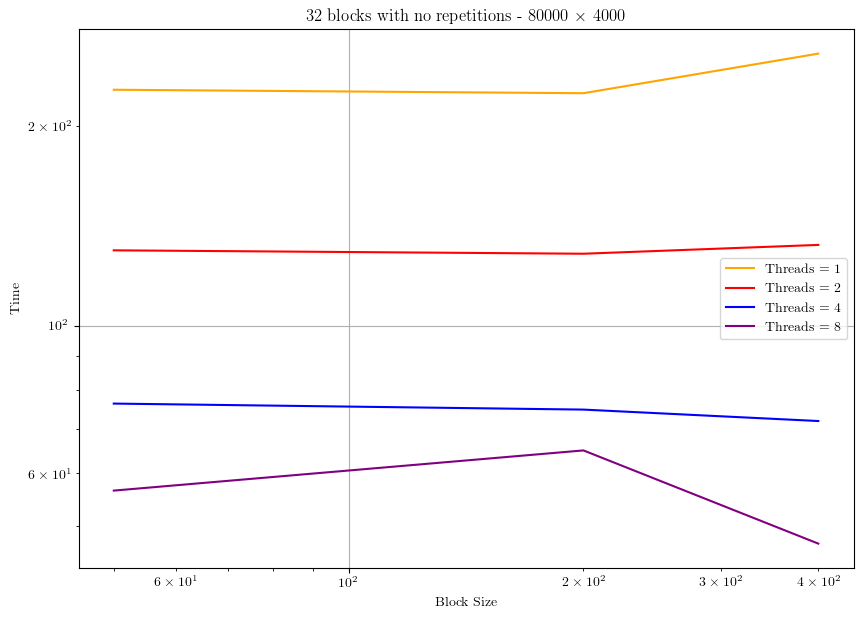 32 blocks with no repetitions - 80000 × 4000
2 × 10²
10²
6 × 10¹
Time
Threads = 1
Threads = 2
Threads = 4
Threads = 8
6 × 10¹
10²
2 × 10²
3 × 10²
4 × 10²
Block Size